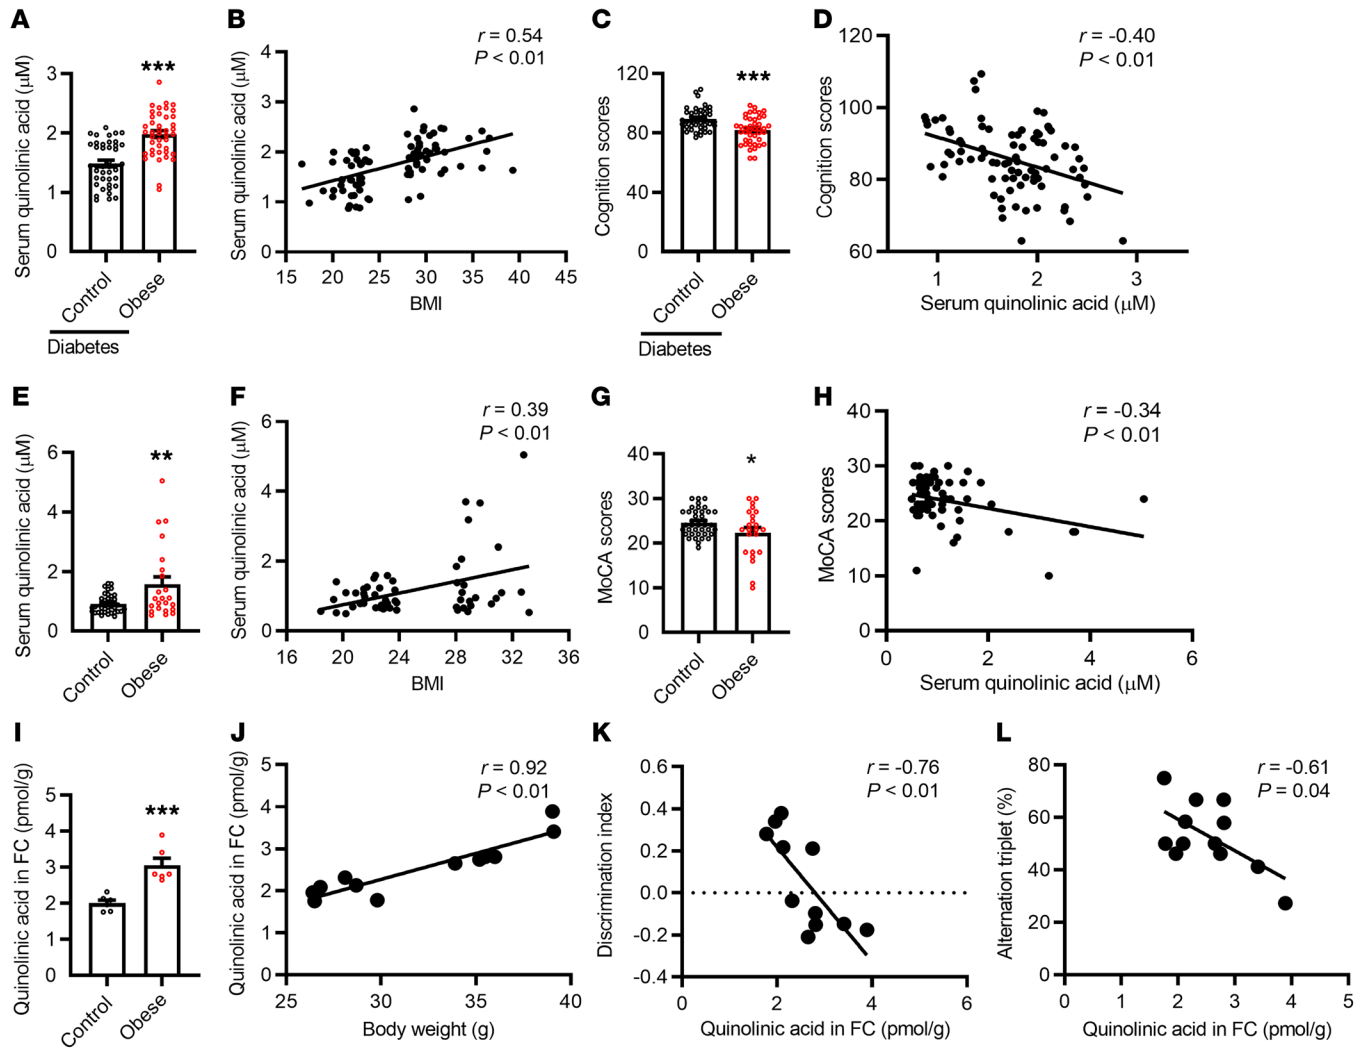 A
Serum quinolinic acid (μM)
3
2
1
0
***
Control
Obese
Diabetes
B
Serum quinolinic acid (μM)
4
3
2
1
0
r = 0.54
P < 0.01
15 20 25 30 35 40 45
BMI
C
Cognition scores
120
80
40
0
***
Control
Obese
Diabetes
D
Cognition scores
120
100
80
60
r = -0.40
P < 0.01
1 2 3
Serum quinolinic acid (μM)
E
Serum quinolinic acid (μM)
6
4
2
0
**
Control
Obese
F
Serum quinolinic acid (μM)
6
4
2
0
r = 0.39
P < 0.01
16 20 24 28 32 36
BMI
G
MoCA scores
40
30
20
10
0
*
Control
Obese
H
MoCA scores
40
30
20
10
0
r = -0.34
P < 0.01
0 2 4 6
Serum quinolinic acid (μM)
I
Quinolinic acid in FC (pmol/g)
5
4
3
2
1
0
***
Control
Obese
J
Quinolinic acid in FC (pmol/g)
5
4
3
2
1
0
r = 0.92
P < 0.01
25 30 35 40
Body weight (g)
K
Discrimination index
0.6
0.4
0.2
0.0
-0.2
-0.4
r = -0.76
P < 0.01
0 2 4 6
Quinolinic acid in FC (pmol/g)
L
Alternation triplet (%)
80
60
40
20
0
r = -0.61
P = 0.04
0 1 2 3 4 5
Quinolinic acid in FC (pmol/g)